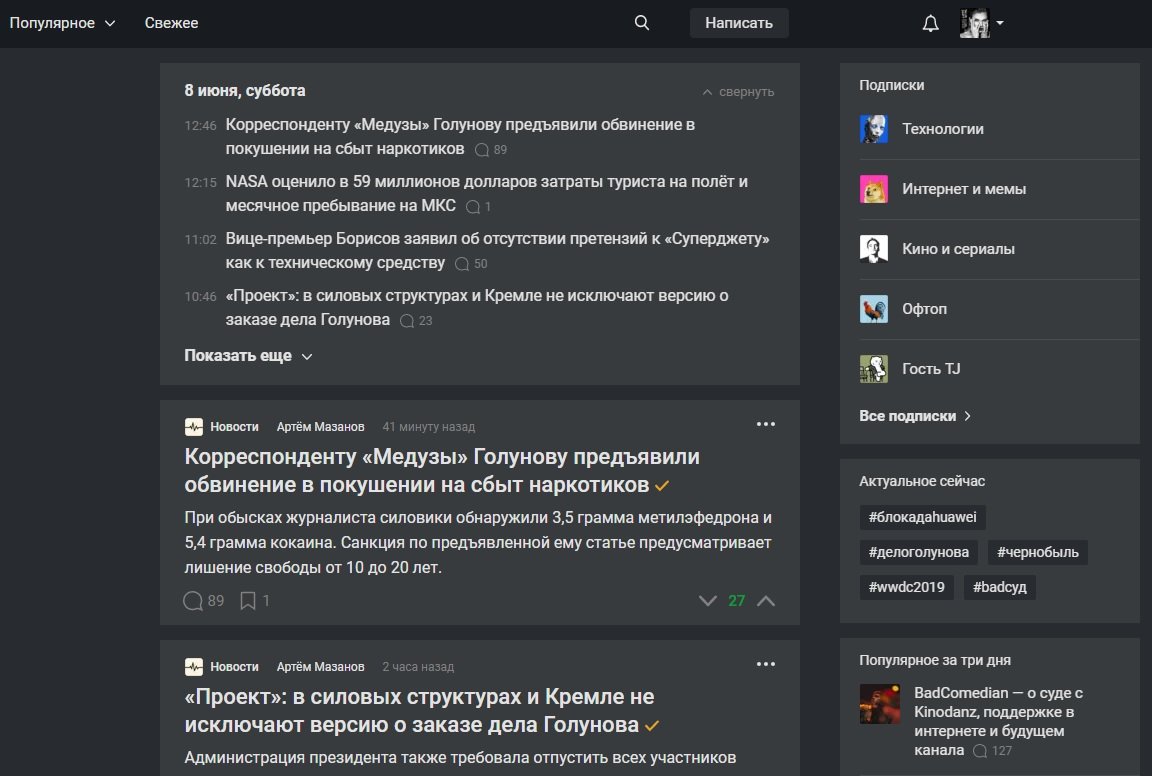 Популярное
Свежее
Написать
8 июня, суббота
свернуть
12:46 Корреспонденту «Медузы» Голунову предъявили обвинение в
покушении на сбыт наркотиков 89
12:15 NASA оценило в 59 миллионов долларов затраты туриста на полёт и
месячное пребывание на МКС 1
11:02 Вице-премьер Борисов заявил об отсутствии претензий к «Суперджету»
как к техническому средству 50
10:46 «Проект»: в силовых структурах и Кремле не исключают версию о
заказе дела Голунова 23
Показать еще
Новости Артём Мазанов 41 минуту назад
Корреспонденту «Медузы» Голунову предъявили
обвинение в покушении на сбыт наркотиков
При обысках журналиста силовики обнаружили 3,5 грамма метилэфедрона и
5,4 грамма кокаина. Санкция по предъявленной ему статье предусматривает
лишение свободы от 10 до 20 лет.
89 1 27
Новости Артём Мазанов 2 часа назад
«Проект»: в силовых структурах и Кремле не
исключают версию о заказе дела Голунова
Администрация президента также требовала отпустить всех участников
Подписки
Технологии
Интернет и мемы
Кино и сериалы
Офтоп
Гость TJ
Все подписки
Актуальное сейчас
#блокадаhuawei
#делоголунова #чернобыль
#wwdc2019 #badсуд
Популярное за три дня
BadComedian — о суде с
Kinodanz, поддержке в
интернете и будущем
канала 127